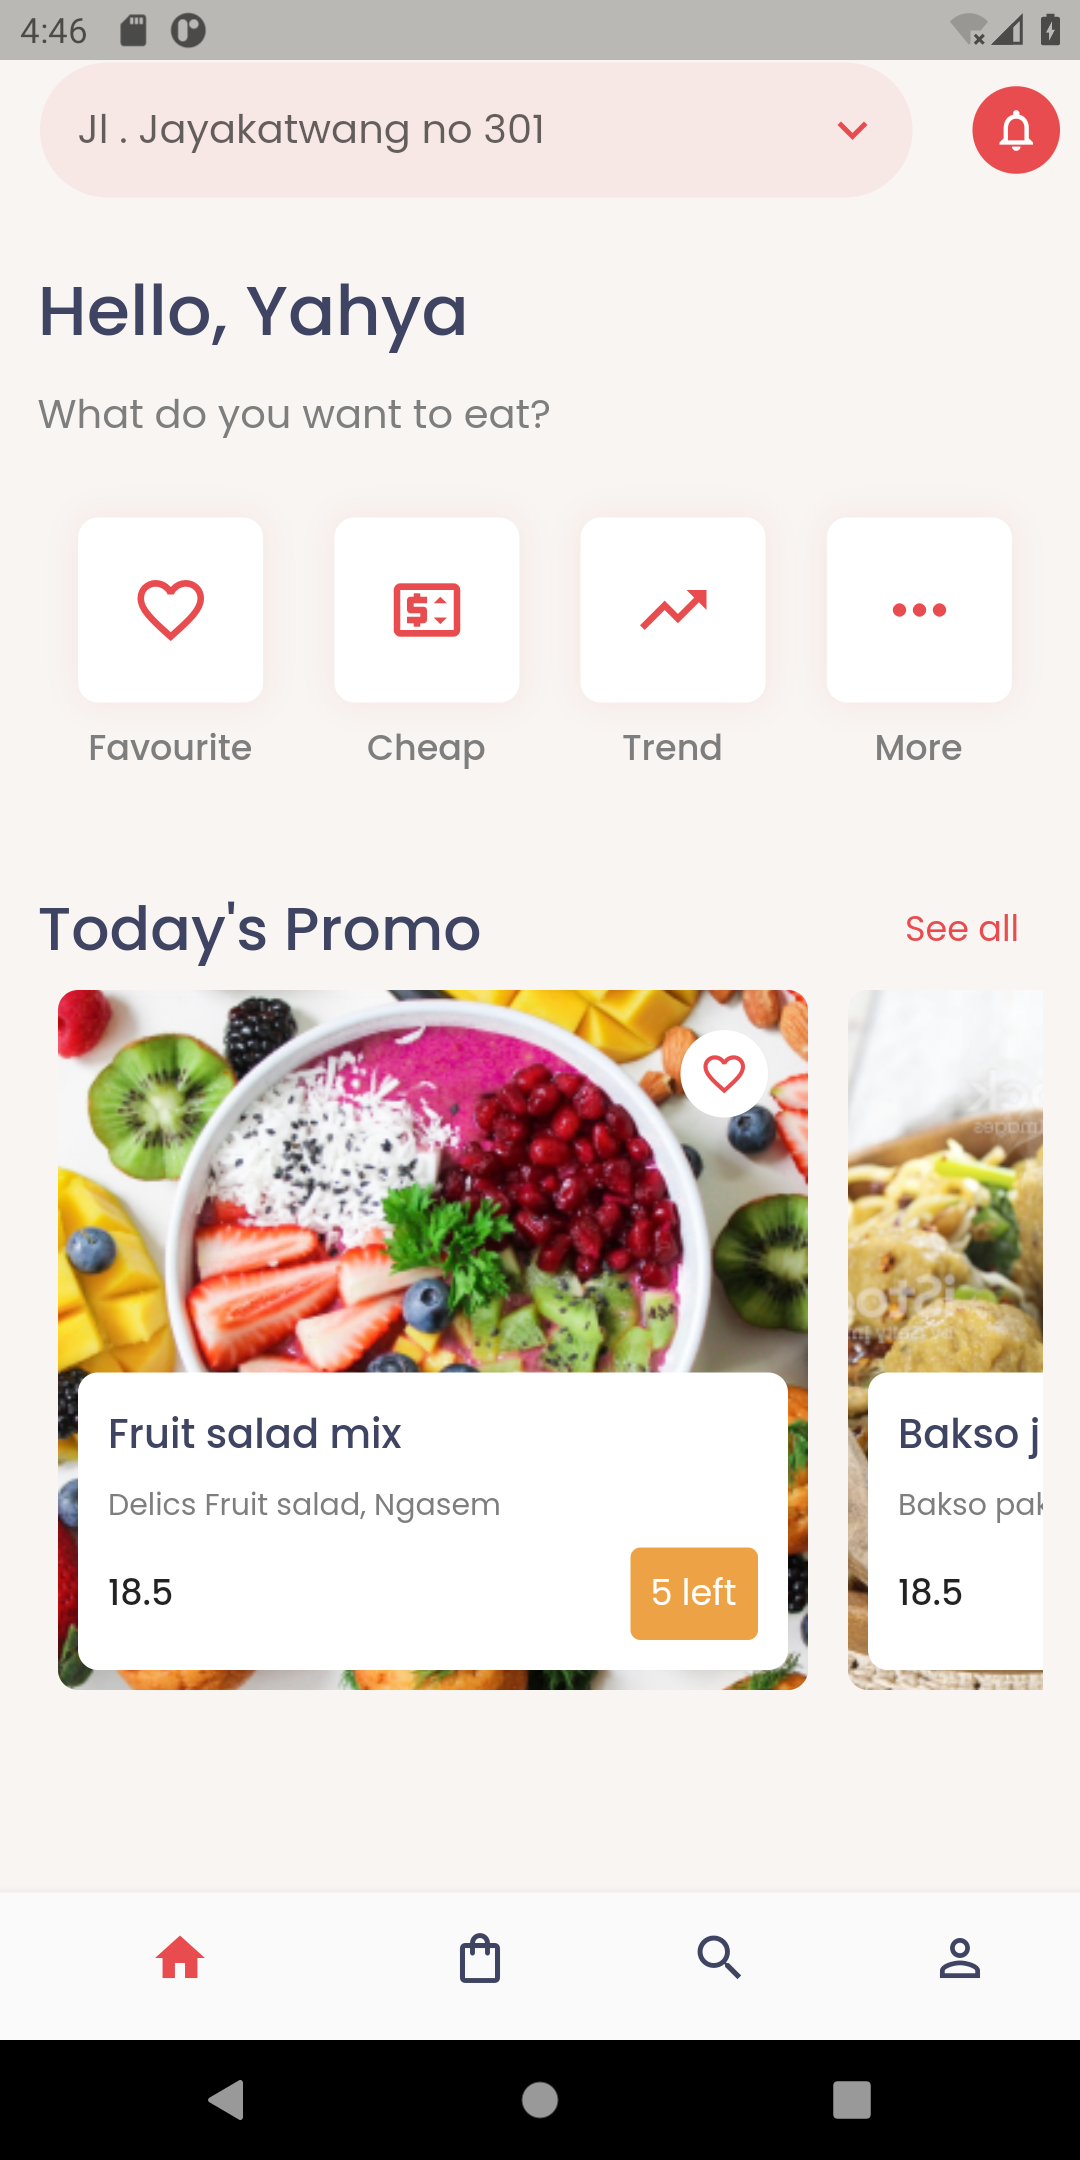 4:46
Jl . Jayakatwang no 301
Hello, Yahya
What do you want to eat?
Favourite
Cheap
Trend
More
Today's Promo
See all
Fruit salad mix
Delics Fruit salad, Ngasem
18.5
5 left
Bakso j
Bakso pak
18.5